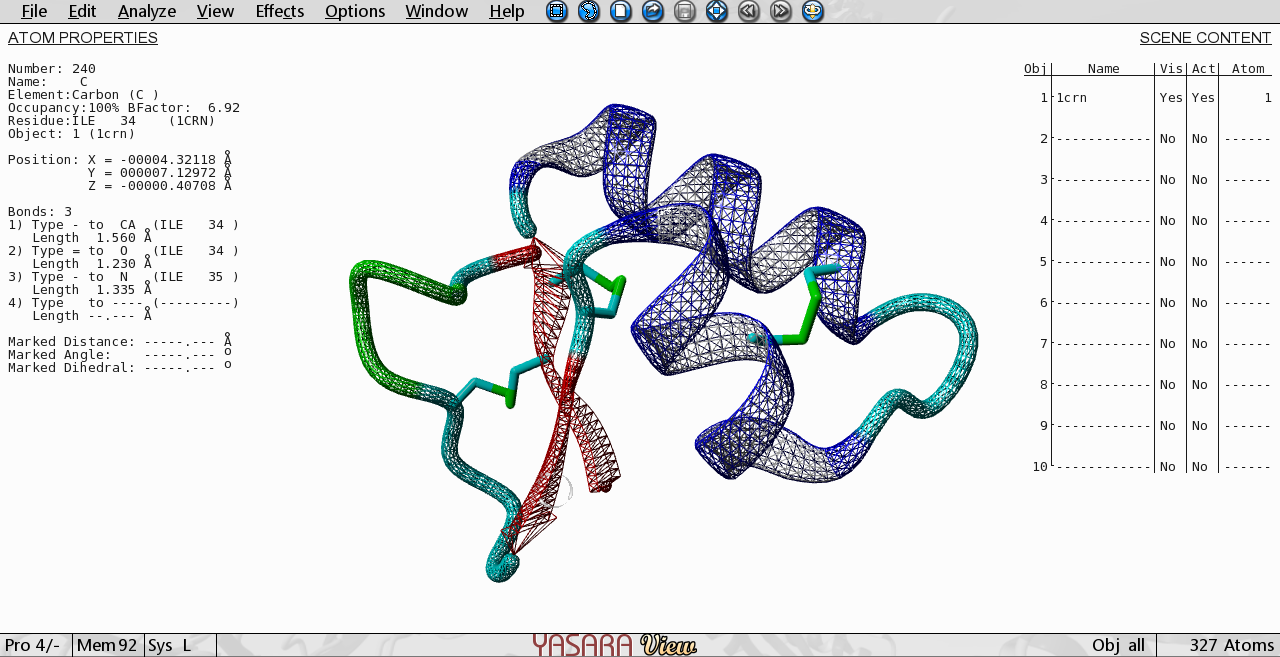 File Edit Analyze View Effects Options Window Help
ATOM PROPERTIES
Number: 240
Name:    C
Element:Carbon (C )
Occupancy:100% BFactor:  6.92
Residue:ILE   34    (1CRN)
Object: 1 (1crn)
Position: X = -00004.32118 Å
Y = 000007.12972 Å
Z = -00000.40708 Å
Bonds: 3
1) Type - to  CA  (ILE   34 )
Length  1.560 Å
2) Type = to  O   (ILE   34 )
Length  1.230 Å
3) Type - to  N   (ILE   35 )
Length  1.335 Å
4) Type   to ---- (---------)
Length --.--- Å
Marked Distance: -----.--- Å
Marked Angle:    -----.--- o
Marked Dihedral: -----.--- o
SCENE CONTENT
Obj Name Vis Act Atom
1 1crn Yes Yes 1
2 ------------ No No ------
3 ------------ No No ------
4 ------------ No No ------
5 ------------ No No ------
6 ------------ No No ------
7 ------------ No No ------
8 ------------ No No ------
9 ------------ No No ------
10 ------------ No No ------
Pro 4/- Mem 92 Sys L YASARA View Obj all 327 Atoms